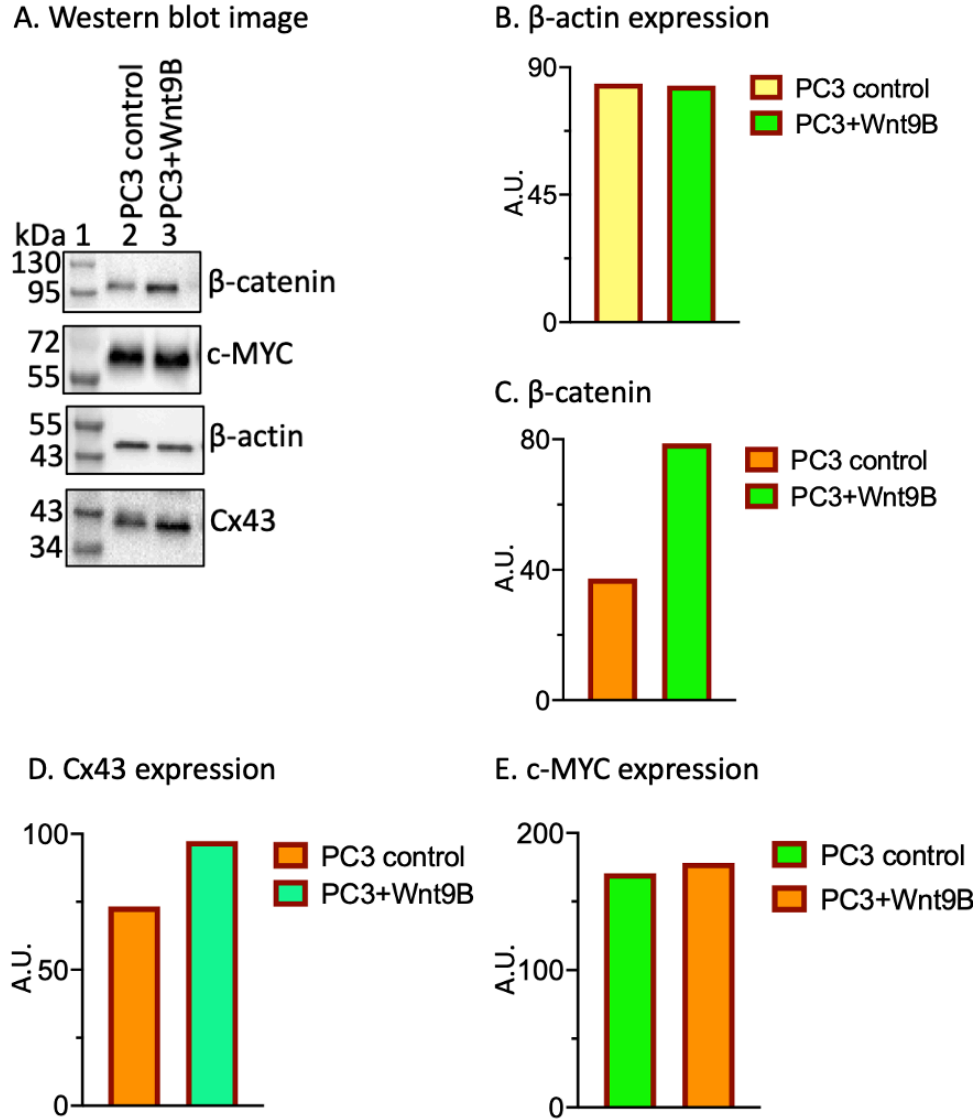 A. Western blot image
PC3 control
PC3+Wnt9B
kDa 1 2 3
130
95
β-catenin
72
55
c-MYC
55
43
β-actin
43
34
Cx43
B. β-actin expression
90
45
0
A.U.
PC3 control
PC3+Wnt9B
C. β-catenin
80
40
0
A.U.
PC3 control
PC3+Wnt9B
D. Cx43 expression
100
50
0
A.U.
PC3 control
PC3+Wnt9B
E. c-MYC expression
200
100
0
A.U.
PC3 control
PC3+Wnt9B